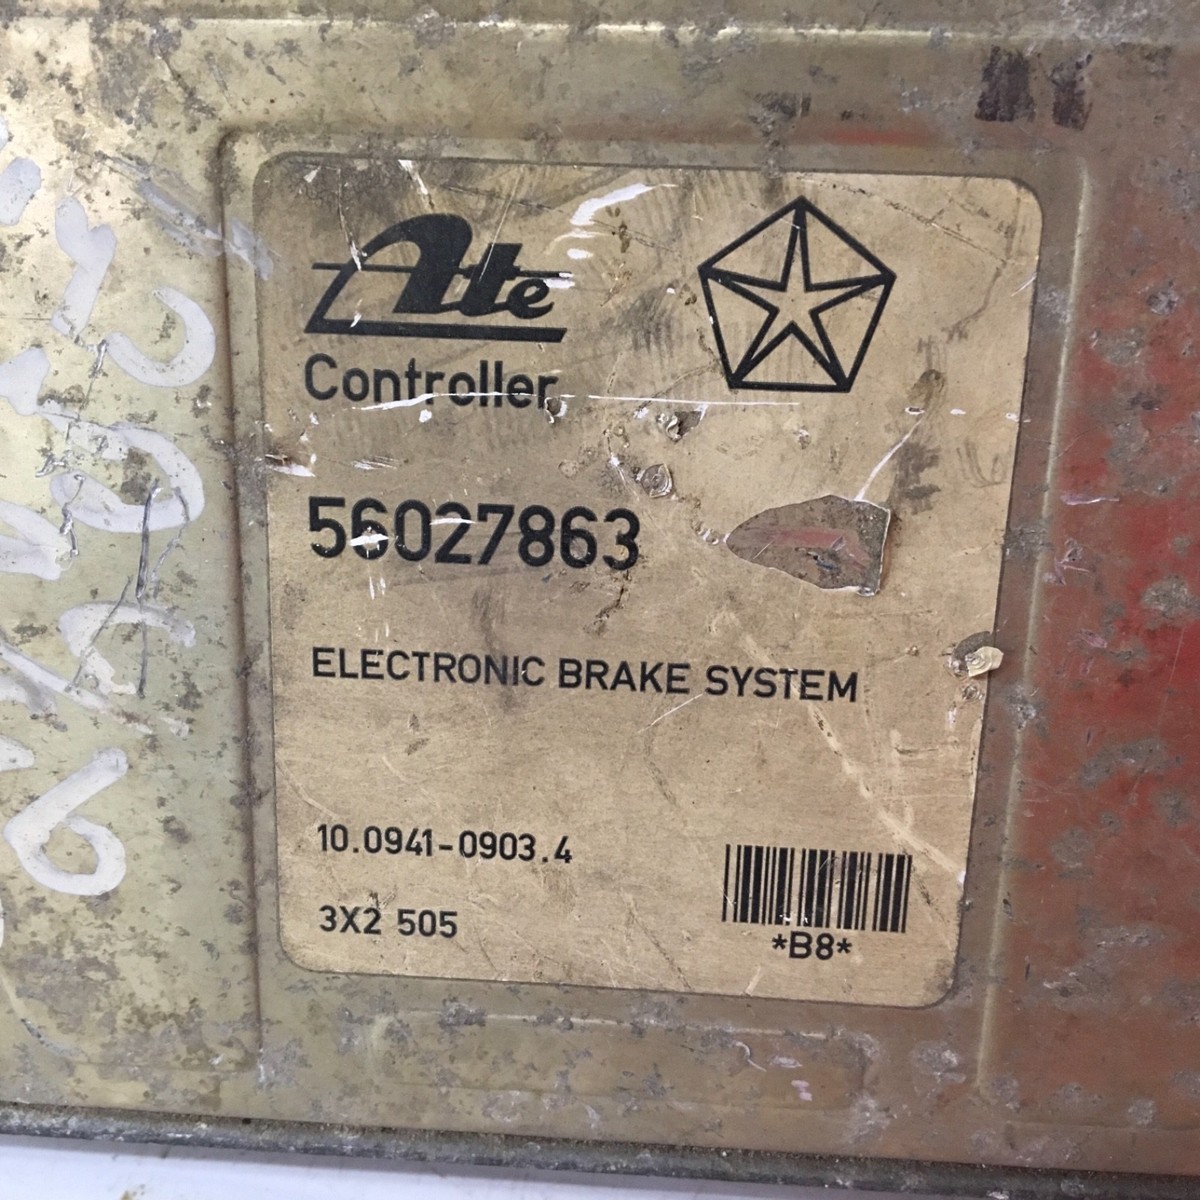 Ate
Controller
56027863
ELECTRONIC BRAKE SYSTEM
10.0941-0903.4
3X2 505
*B8*